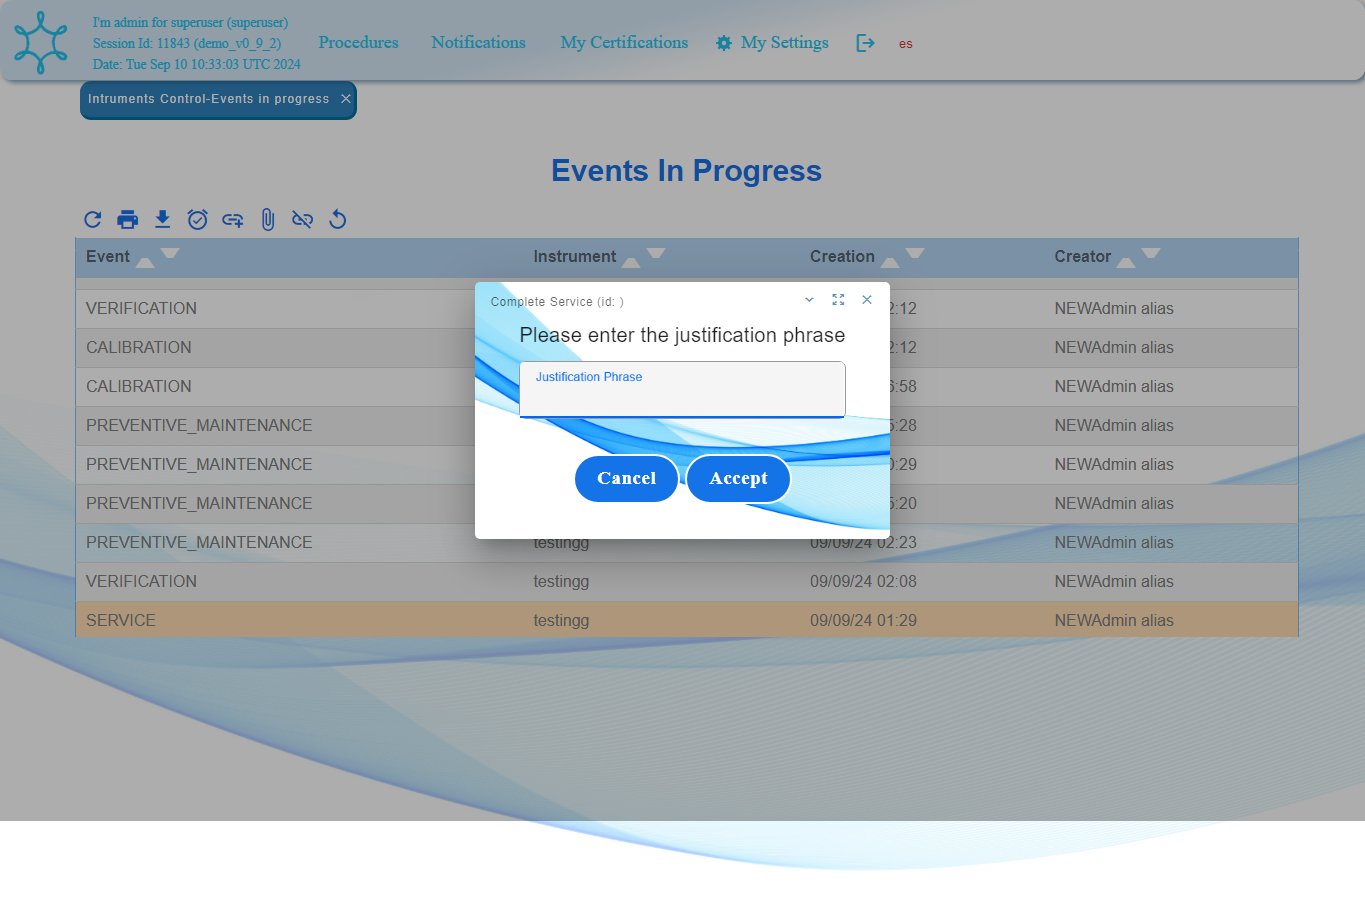 I'm admin for superuser (superuser)
Session Id: 11843 (demo_v0_9_2)
Date: Tue Sep 10 10:33:03 UTC 2024
Procedures Notifications My Certifications My Settings es
Intruments Control-Events in progress
Events In Progress
Event Instrument Creation Creator
VERIFICATION 2:12 NEWAdmin alias
CALIBRATION 2:12 NEWAdmin alias
CALIBRATION :58 NEWAdmin alias
PREVENTIVE_MAINTENANCE :28 NEWAdmin alias
PREVENTIVE_MAINTENANCE :29 NEWAdmin alias
PREVENTIVE_MAINTENANCE :20 NEWAdmin alias
PREVENTIVE_MAINTENANCE testingg 09/09/24 02:23 NEWAdmin alias
VERIFICATION testingg 09/09/24 02:08 NEWAdmin alias
SERVICE testingg 09/09/24 01:29 NEWAdmin alias
Complete Service (id: )
Please enter the justification phrase
Justification Phrase
Cancel Accept